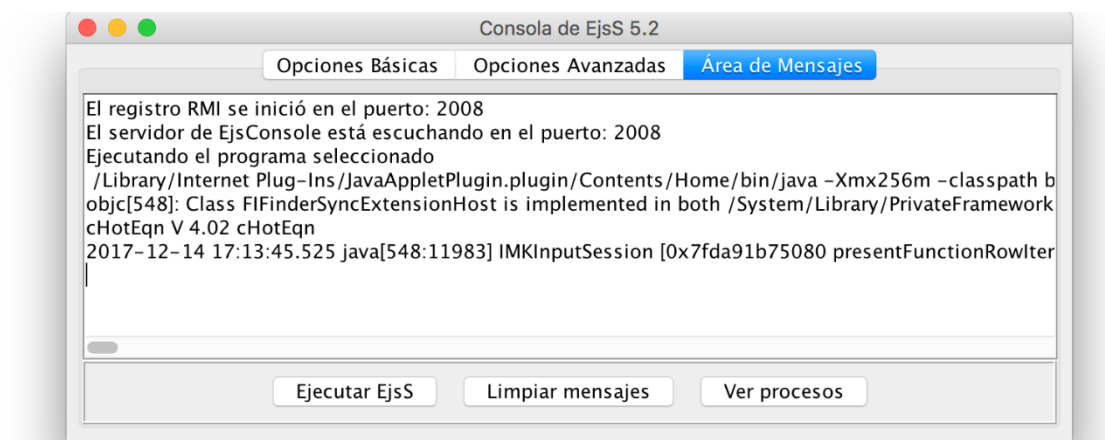 Consola de EjsS 5.2
Opciones Básicas Opciones Avanzadas Área de Mensajes
El registro RMI se inició en el puerto: 2008
El servidor de EjsConsole está escuchando en el puerto: 2008
Ejecutando el programa seleccionado
/Library/Internet Plug-Ins/JavaAppletPlugin.plugin/Contents/Home/bin/java -Xmx256m -classpath b
objc[548]: Class FIFinderSyncExtensionHost is implemented in both /System/Library/PrivateFramework
cHotEqn V 4.02 cHotEqn
2017-12-14 17:13:45.525 java[548:11983] IMKInputSession [0x7fda91b75080 presentFunctionRowIter
Ejecutar EjsS Limpiar mensajes Ver procesos